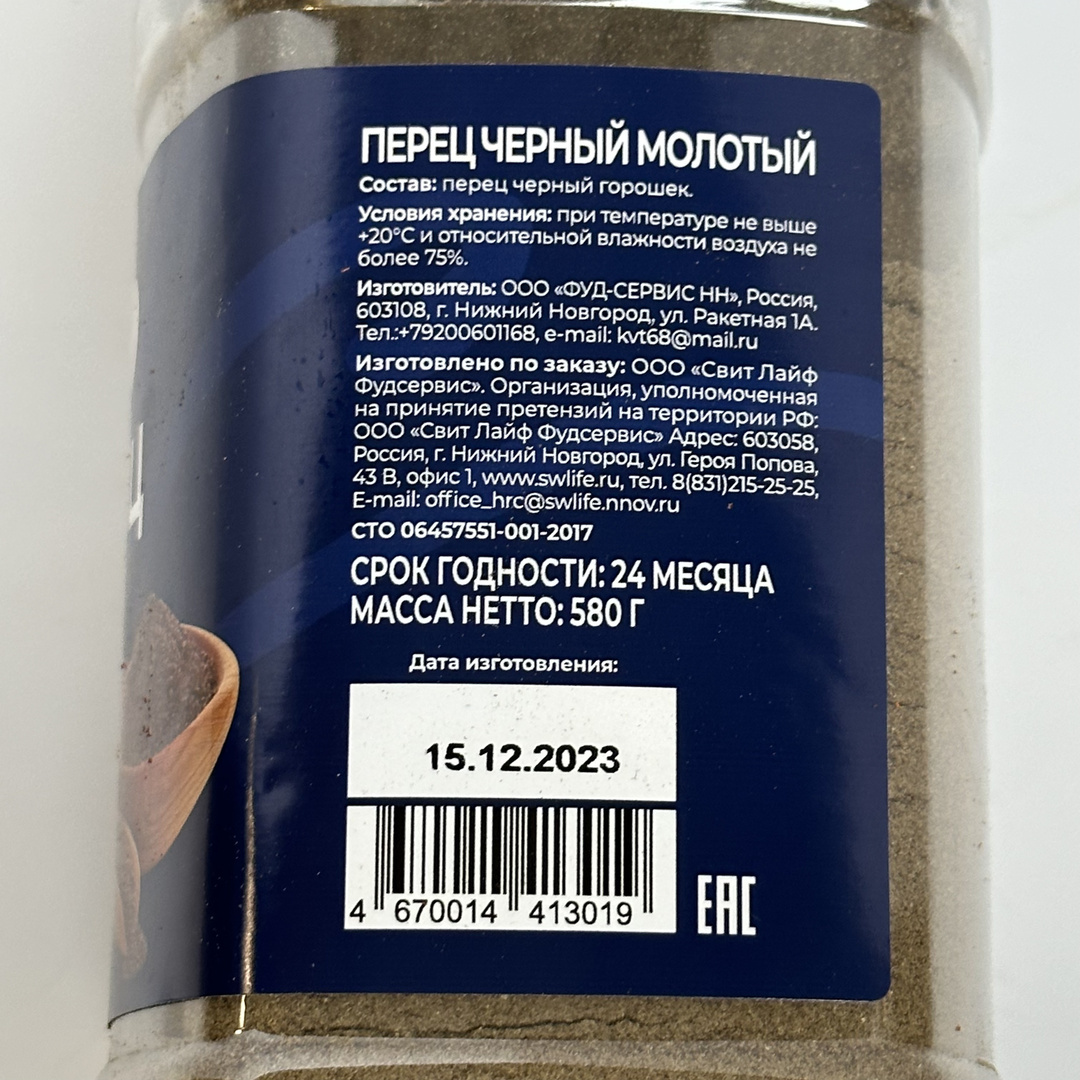 ПЕРЕЦ ЧЕРНЫЙ МОЛОТЫЙ
Состав: перец черный горошек.
Условия хранения: при температуре не выше
+20°С и относительной влажности воздуха не
более 75%.
Изготовитель: ООО «ФУД-СЕРВИС НН», Россия,
603108, г. Нижний Новгород, ул. Ракетная 1А.
Тел.:+79200601168, e-mail: kvt68@mail.ru
Изготовлено по заказу: ООО «Свит Лайф
Фудсервис». Организация, уполномоченная
на принятие претензий на территории РФ:
ООО «Свит Лайф Фудсервис» Адрес: 603058,
Россия, г. Нижний Новгород, ул. Героя Попова,
43 В, офис 1, www.swlife.ru, тел. 8(831)215-25-25,
E-mail: office_hrc@swlife.nnov.ru
СТО 06457551-001-2017
СРОК ГОДНОСТИ: 24 МЕСЯЦА
МАССА НЕТТО: 580 Г
Дата изготовления:
15.12.2023
4 670014 413019
ЕАС